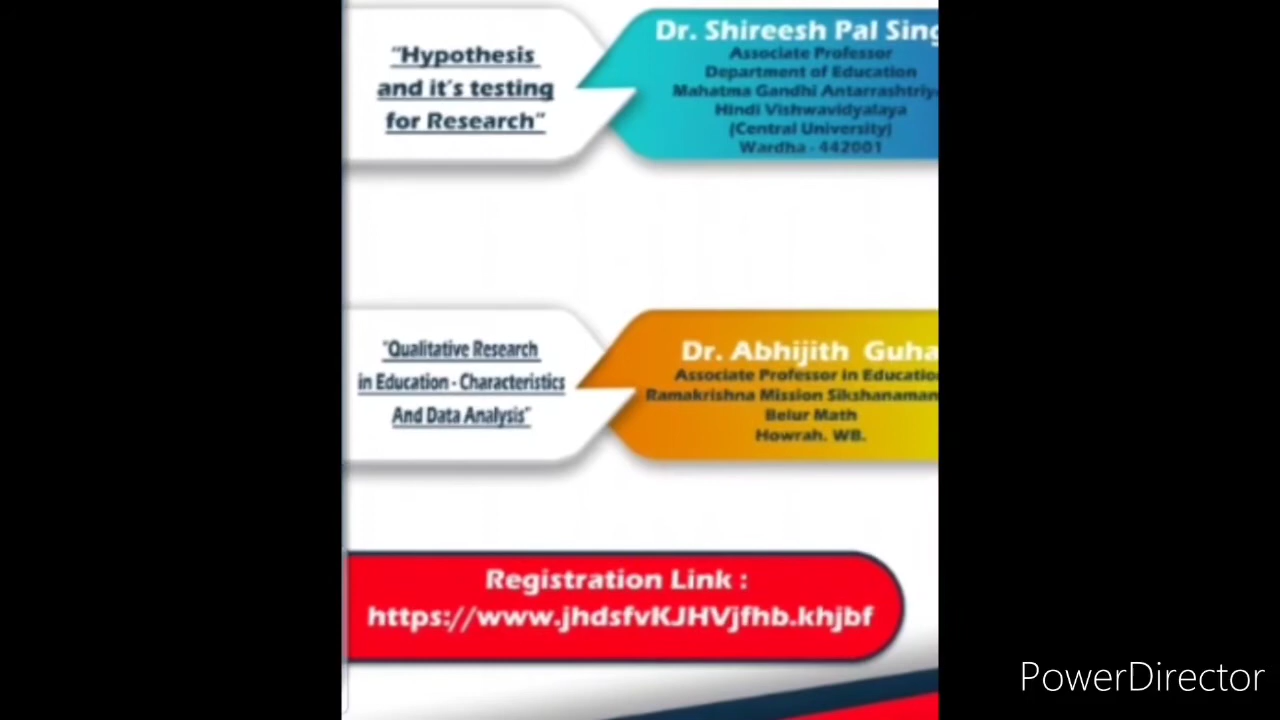 "Hypothesis
and it's testing
for Research"
Dr. Shireesh Pal Sing
Associate Professor
Department of Education
Mahatma Gandhi Antarrashtriy
Hindi Vishwavidyalaya
(Central University)
Wardha - 442001
"Qualitative Research
in Education - Characteristics
And Data Analysis"
Dr. Abhijith Guha
Associate Professor in Educatio
Ramakrishna Mission Sikshanaman
Belur Math
Howrah. WB.
Registration Link :
https://www.jhdsfvKJHVjfhb.khjbf
PowerDirector